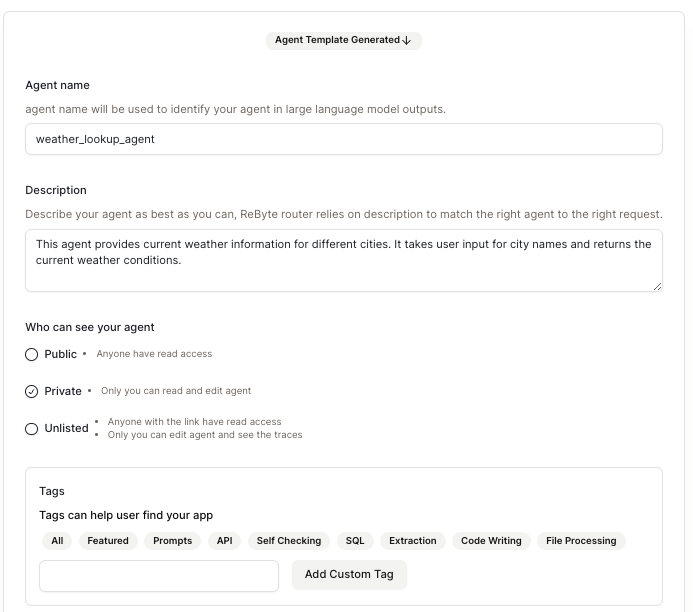 Agent Template Generated↓
Agent name
agent name will be used to identify your agent in large language model outputs.
weather_lookup_agent
Description
Describe your agent as best as you can, ReByte router relies on description to match the right agent to the right request.
This agent provides current weather information for different cities. It takes user input for city names and returns the
current weather conditions.
Who can see your agent
Public • Anyone have read access
Private • Only you can read and edit agent
Unlisted • Anyone with the link have read access
• Only you can edit agent and see the traces
Tags
Tags can help user find your app
All Featured Prompts API Self Checking SQL Extraction Code Writing File Processing
Add Custom Tag